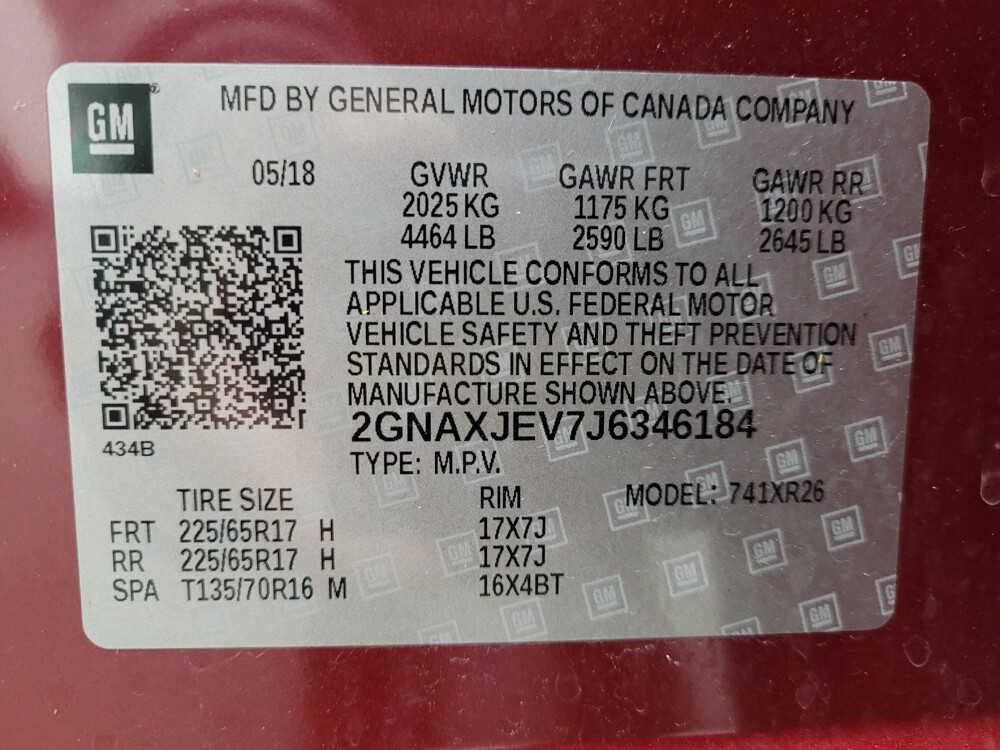 GM
MFD BY GENERAL MOTORS OF CANADA COMPANY
05/18 GVWR GAWR FRT GAWR RR
2025 KG 1175 KG 1200 KG
4464 LB 2590 LB 2645 LB
THIS VEHICLE CONFORMS TO ALL
APPLICABLE U.S. FEDERAL MOTOR
VEHICLE SAFETY AND THEFT PREVENTION
STANDARDS IN EFFECT ON THE DATE OF
MANUFACTURE SHOWN ABOVE.
2GNAXJEV7J6346184
434B
TYPE: M.P.V.
TIRE SIZE RIM MODEL: 741XR26
FRT 225/65R17 H 17X7J
RR 225/65R17 H 17X7J
SPA T135/70R16 M 16X4BT